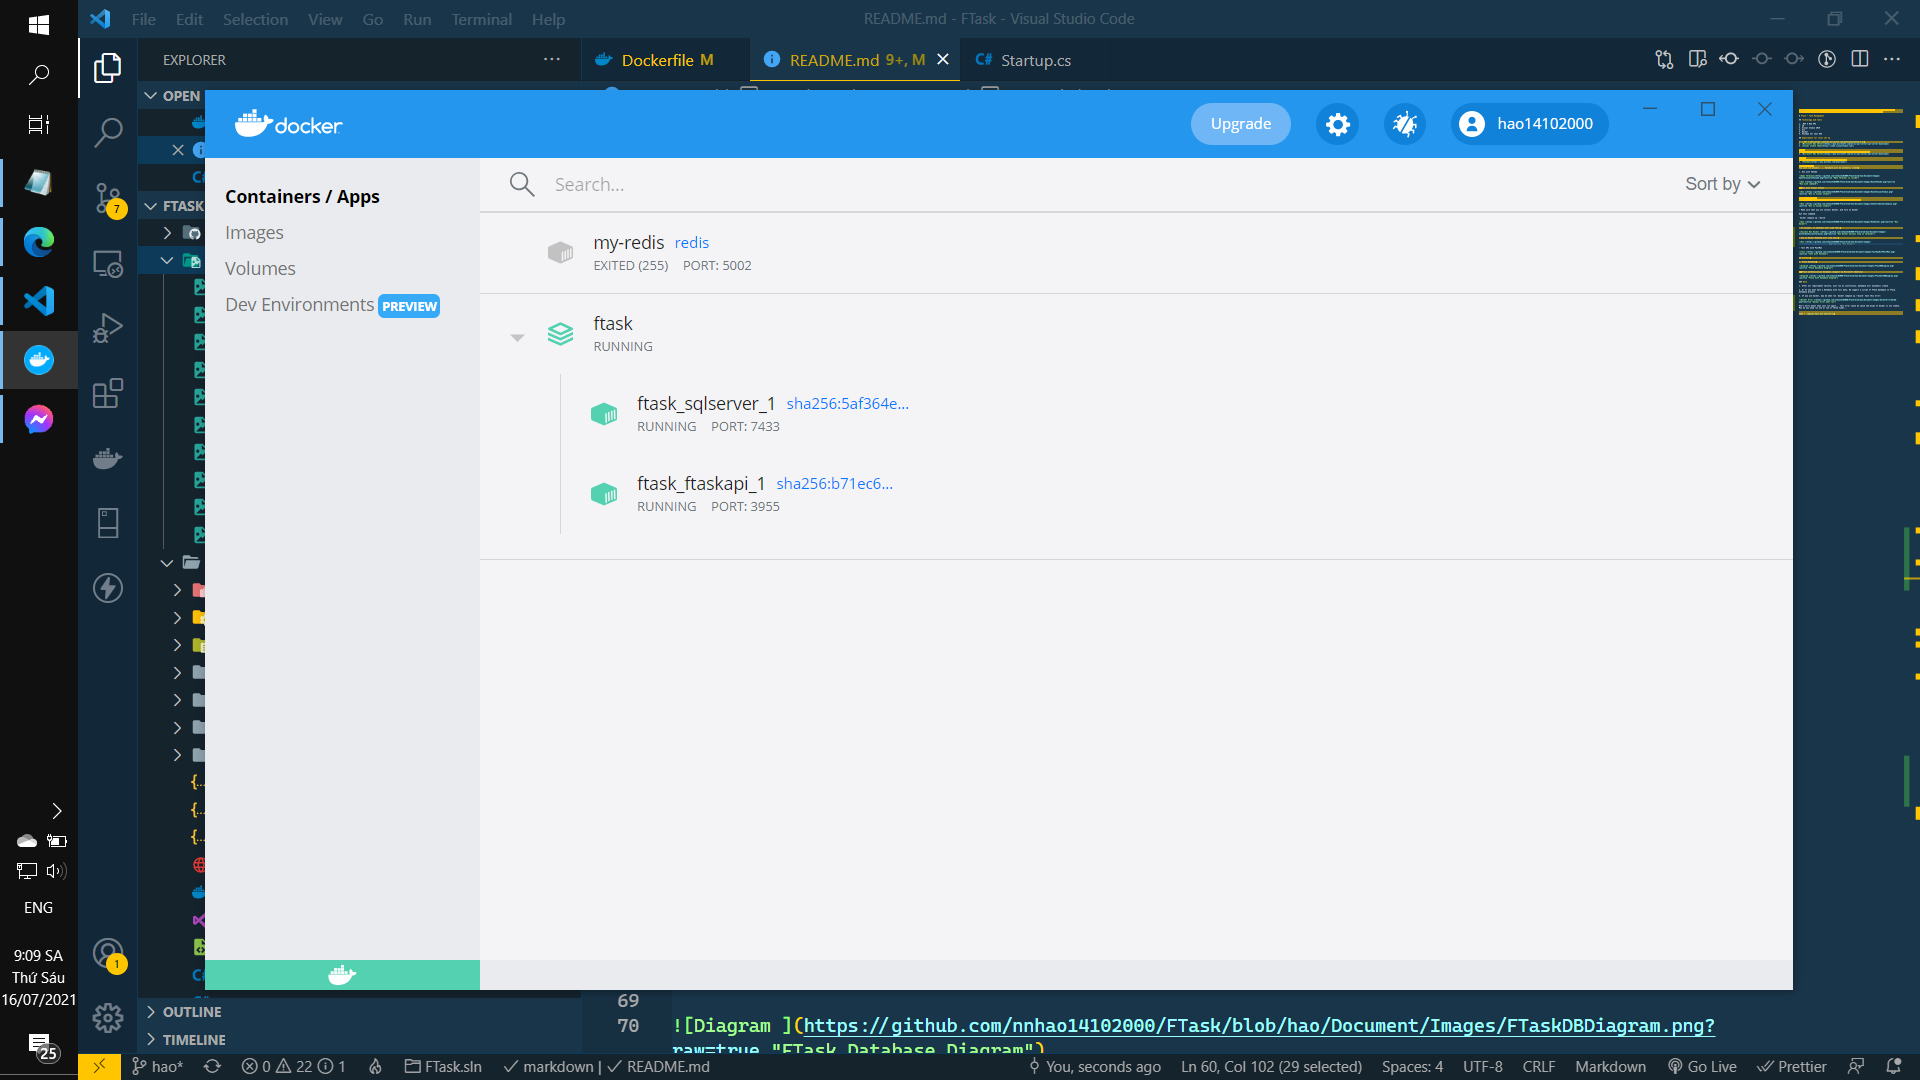 File Edit Selection View Go Run Terminal Help
README.md - FTask - Visual Studio Code
EXPLORER
Dockerfile M
README.md 9+, M
C# Startup.cs
OPEN
FTASK
docker
Upgrade
hao14102000
Containers / Apps
Images
Volumes
Dev Environments PREVIEW
Search...
Sort by
my-redis redis
EXITED (255) PORT: 5002
ftask
RUNNING
ftask_sqlserver_1 sha256:5af364e...
RUNNING PORT: 7433
ftask_ftaskapi_1 sha256:b71ec6...
RUNNING PORT: 3955
7
1
ENG
9:09 SA
Thứ Sáu
16/07/2021
25
OUTLINE
TIMELINE
69
70 ![Diagram ](https://github.com/nnhao14102000/FTask/blob/hao/Document/Images/FTaskDBDiagram.png?
raw=true "FTask Database Diagram")
hao* 0 22 1 FTask.sln markdown | README.md
You, seconds ago Ln 60, Col 102 (29 selected) Spaces: 4 UTF-8 CRLF Markdown Go Live Prettier